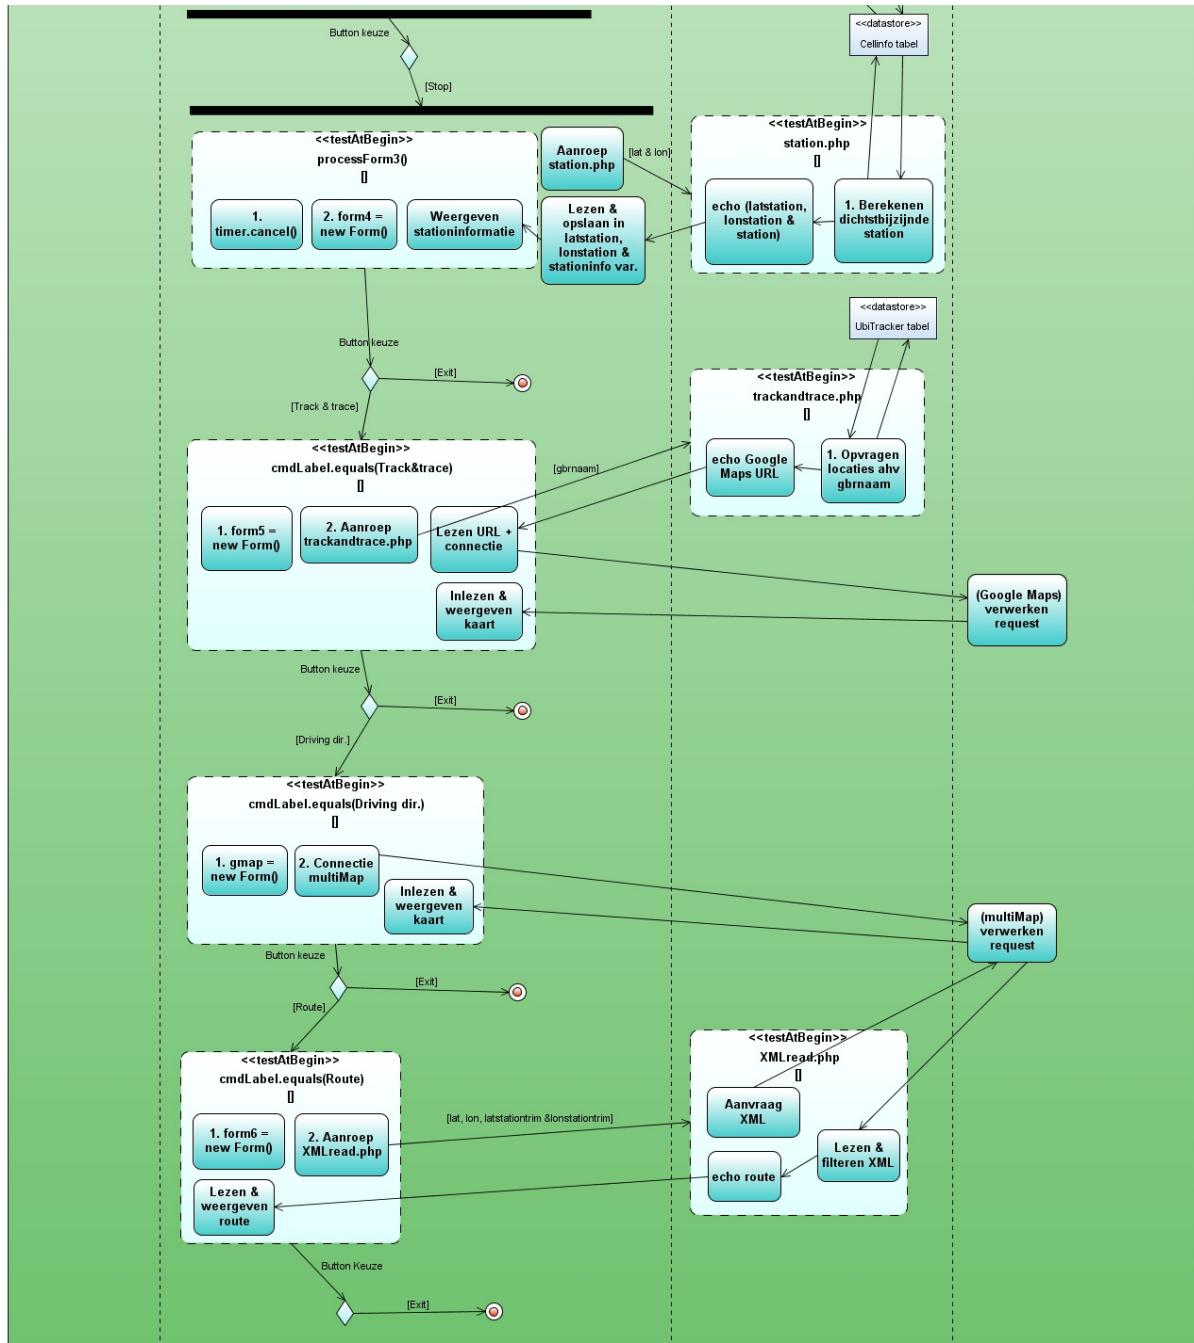 Button keuze
[Stop]
<<datastore>>
Cellinfo tabel
<<testAtBegin>>
processForm3()
[]
1.
timer.cancel()
2. form4 =
new Form()
Weergeven
stationinformatie
Aanroep
station.php
[lat & lon]
Lezen &
opslaan in
latstation,
lonstation &
stationinfo var.
<<testAtBegin>>
station.php
[]
echo (latstation,
lonstation &
station)
1. Berekenen
dichtstbijzijnde
station
<<datastore>>
UbiTracker tabel
Button keuze
[Exit]
[Track & trace]
<<testAtBegin>>
cmdLabel.equals(Track&trace)
[]
1. form5 =
new Form()
2. Aanroep
trackandtrace.php
Lezen URL +
connectie
Inlezen &
weergeven
kaart
[gbrnaam]
<<testAtBegin>>
trackandtrace.php
[]
echo Google
Maps URL
1. Opvragen
locaties ahv
gbrnaam
(Google Maps)
verwerken
request
Button keuze
[Exit]
[Driving dir.]
<<testAtBegin>>
cmdLabel.equals(Driving dir.)
[]
1. gmap =
new Form()
2. Connectie
multiMap
Inlezen &
weergeven
kaart
(multiMap)
verwerken
request
Button keuze
[Exit]
[Route]
<<testAtBegin>>
cmdLabel.equals(Route)
[]
1. form6 =
new Form()
2. Aanroep
XMLread.php
Lezen &
weergeven
route
[lat, lon, latstationtrim &lonstationtrim]
<<testAtBegin>>
XMLread.php
[]
Aanvraag
XML
Lezen &
filteren XML
echo route
Button Keuze
[Exit]